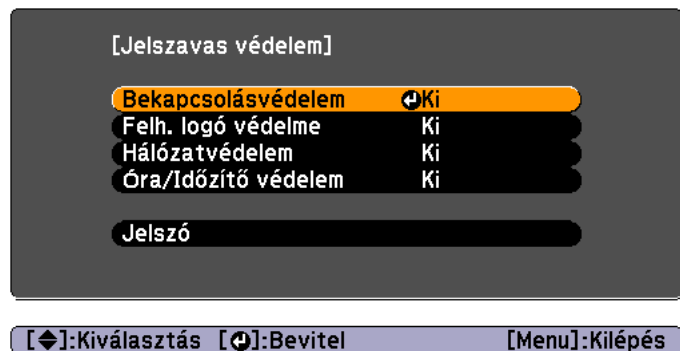 [Jelszavas védelem]
Bekapcsolásvédelem Ki
Felh. logó védelme Ki
Hálózatvédelem Ki
Óra/Időzítő védelem Ki
Jelszó
[◆]:Kiválasztás [↵]:Bevitel [Menu]:Kilépés